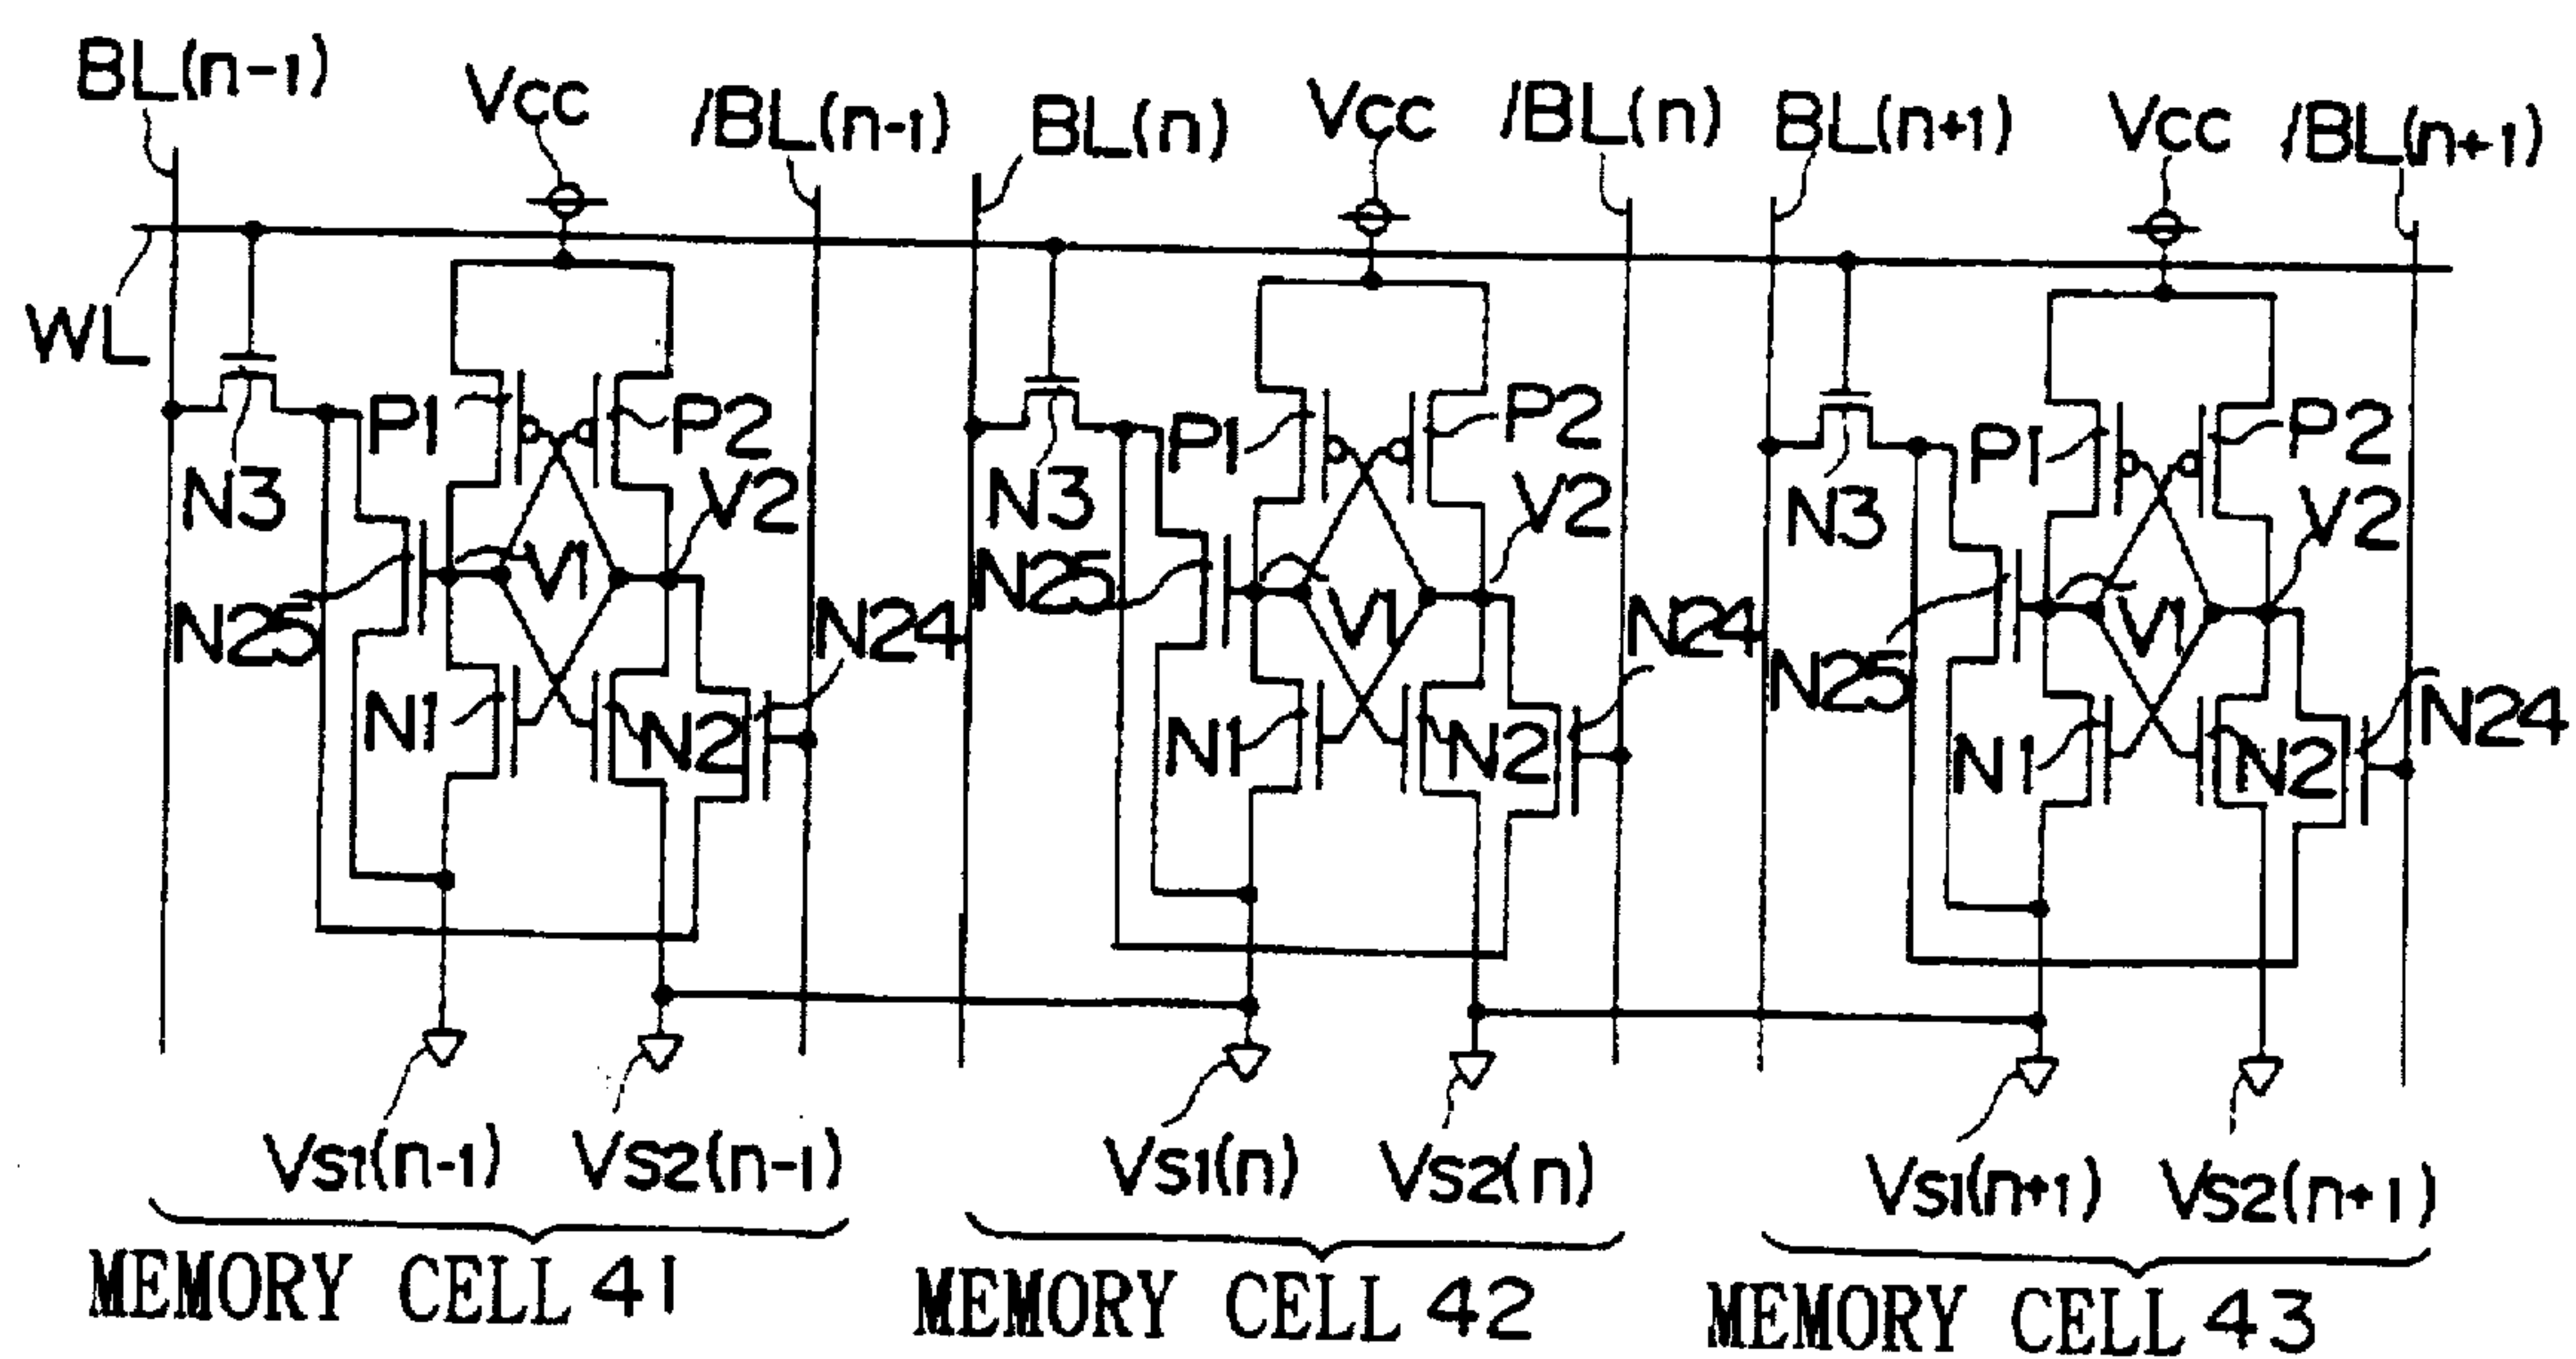 BL(n-1)
Vcc
/BL(n-1)
BL(n)
Vcc
/BL(n)
BL(n+1)
Vcc
/BL(n+1)
WL
P1
P2
N3
V2
V1
N25
N24
N1
N2
P1
P2
N3
V2
V1
N25
N24
N1
N2
P1
P2
N3
V2
V1
N25
N24
N1
N2
Vs1(n-1)
Vs2(n-1)
Vs1(n)
Vs2(n)
Vs1(n+1)
Vs2(n+1)
MEMORY CELL 41
MEMORY CELL 42
MEMORY CELL 43